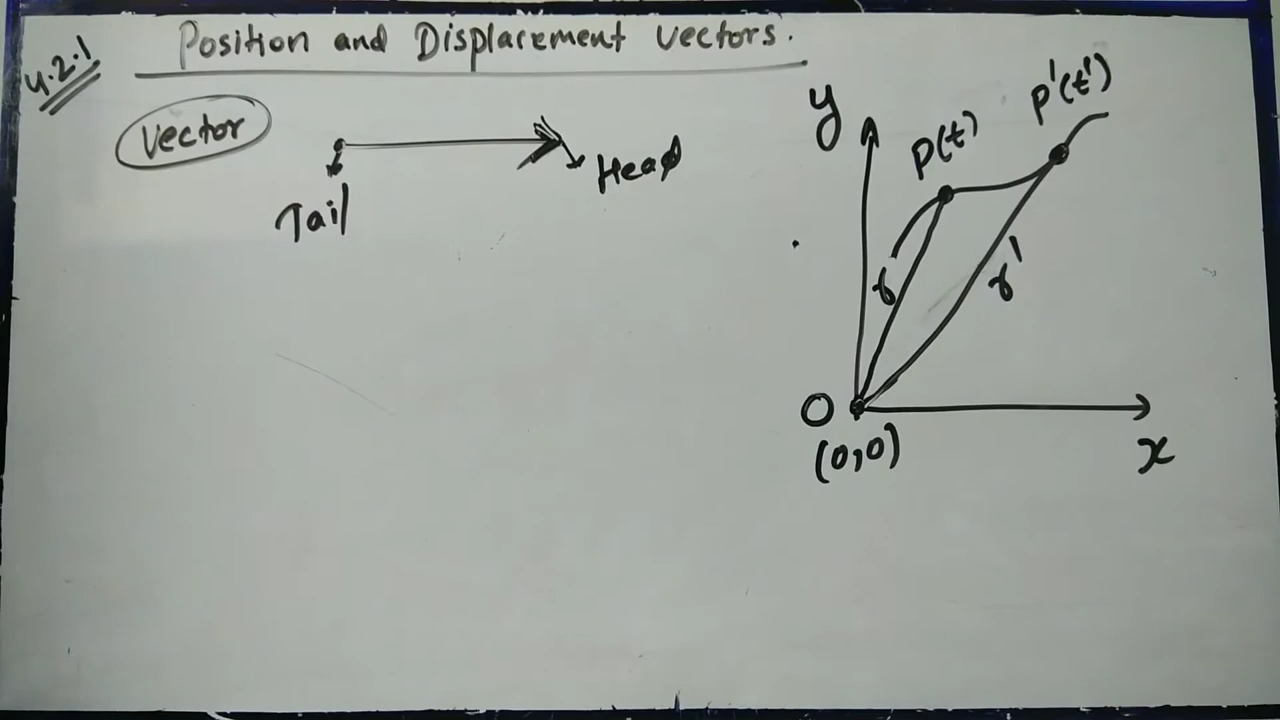 4.2.1
Position and Displacement vectors.
Vector
Tail
Head
y
P(t)
P'(t')
r
r'
O
(0,0)
x